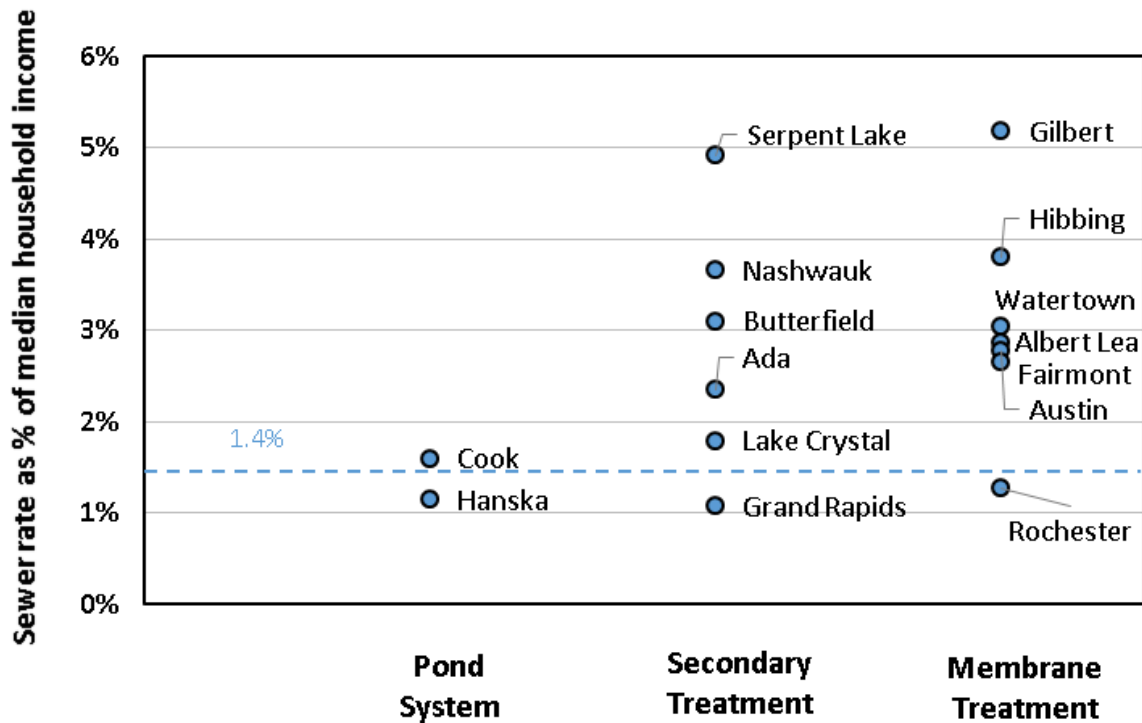 Sewer rate as % of median household income
6%
5%
4%
3%
2%
1%
0%
1.4%
Cook
Hanska
Serpent Lake
Nashwauk
Butterfield
Ada
Lake Crystal
Grand Rapids
Gilbert
Hibbing
Watertown
Albert Lea
Fairmont
Austin
Rochester
Pond
System
Secondary
Treatment
Membrane
Treatment